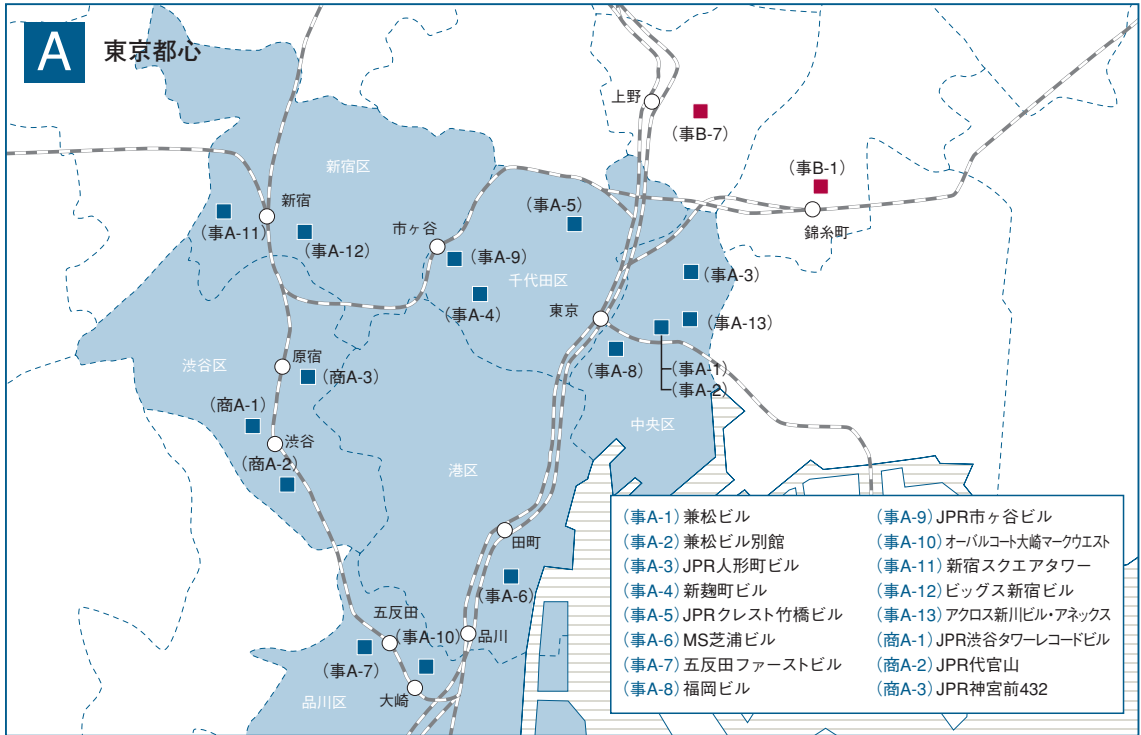 A 東京都心
上野
(事B-7)
新宿区
(事B-1)
錦糸町
新宿
(事A-11)
(事A-12)
市ヶ谷
(事A-5)
(事A-9)
千代田区
(事A-4)
(事A-3)
東京
(事A-13)
(事A-8)
(事A-1)
(事A-2)
渋谷区
原宿
(商A-3)
(商A-1)
渋谷
(商A-2)
中央区
港区
田町
(事A-6)
五反田
(事A-10)
品川
(事A-7)
大崎
品川区
(事A-1) 兼松ビル
(事A-2) 兼松ビル別館
(事A-3) JPR人形町ビル
(事A-4) 新麹町ビル
(事A-5) JPRクレスト竹橋ビル
(事A-6) MS芝浦ビル
(事A-7) 五反田ファーストビル
(事A-8) 福岡ビル
(事A-9) JPR市ヶ谷ビル
(事A-10) オーバルコート大崎マークウエスト
(事A-11) 新宿スクエアタワー
(事A-12) ビッグス新宿ビル
(事A-13) アクロス新川ビル・アネックス
(商A-1) JPR渋谷タワーレコードビル
(商A-2) JPR代官山
(商A-3) JPR神宮前432